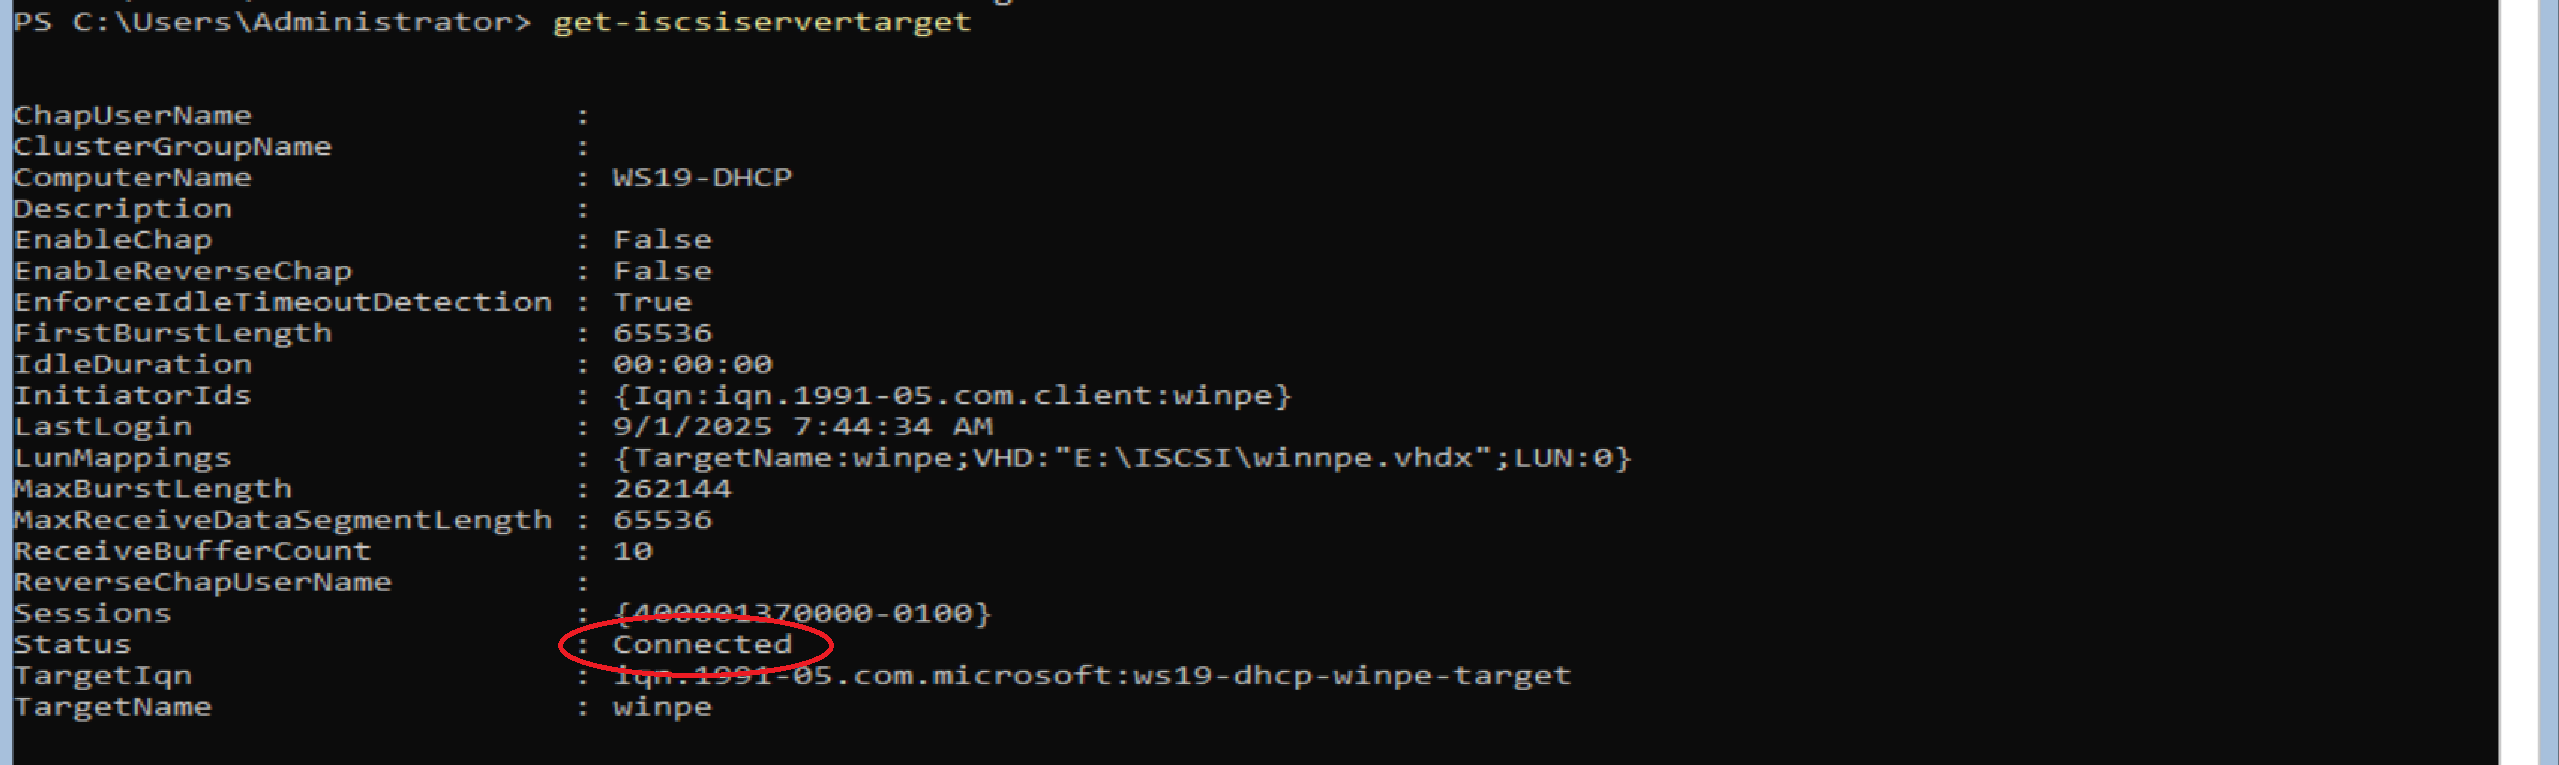 PS C:\Users\Administrator> get-iscsiservertarget
ChapUserName :
ClusterGroupName :
ComputerName : WS19-DHCP
Description :
EnableChap : False
EnableReverseChap : False
EnforceIdleTimeoutDetection : True
FirstBurstLength : 65536
IdleDuration : 00:00:00
InitiatorIds : {Iqn:iqn.1991-05.com.client:winpe}
LastLogin : 9/1/2025 7:44:34 AM
LunMappings : {TargetName:winpe;VHD:"E:\ISCSI\winnpe.vhdx";LUN:0}
MaxBurstLength : 262144
MaxReceiveDataSegmentLength : 65536
ReceiveBufferCount : 10
ReverseChapUserName :
Sessions : {400001370000-0100}
Status : Connected
TargetIqn : iqn.1991-05.com.microsoft:ws19-dhcp-winpe-target
TargetName : winpe